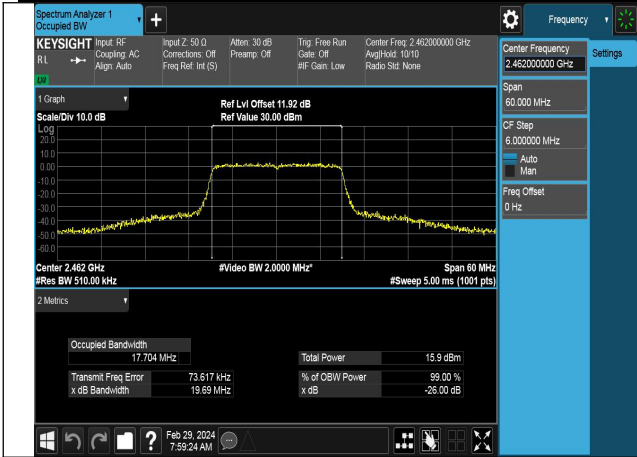 Spectrum Analyzer 1
Occupied BW
+
Frequency
KEYSIGHT
RL
Input: RF
Coupling: AC
Align: Auto
Input Z: 50 Ω
Corrections: Off
Freq Ref: Int (S)
Atten: 30 dB
Preamp: Off
Trig: Free Run
Gate: Off
#IF Gain: Low
Center Freq: 2.462000000 GHz
Avg|Hold: 10/10
Radio Std: None
Center Frequency
2.462000000 GHz
Settings
Span
60.000 MHz
CF Step
6.000000 MHz
Auto
Man
Freq Offset
0 Hz
1 Graph
Scale/Div 10.0 dB
Ref Lvl Offset 11.92 dB
Ref Value 30.00 dBm
Log
20.0
10.0
0.00
-10.0
-20.0
-30.0
-40.0
-50.0
-60.0
Center 2.462 GHz
#Res BW 510.00 kHz
#Video BW 2.0000 MHz*
Span 60 MHz
#Sweep 5.00 ms (1001 pts)
2 Metrics
Occupied Bandwidth
17.704 MHz
Total Power 15.9 dBm
Transmit Freq Error 73.617 kHz
% of OBW Power 99.00 %
x dB Bandwidth 19.69 MHz
x dB -26.00 dB
?
Feb 29, 2024
7:59:24 AM